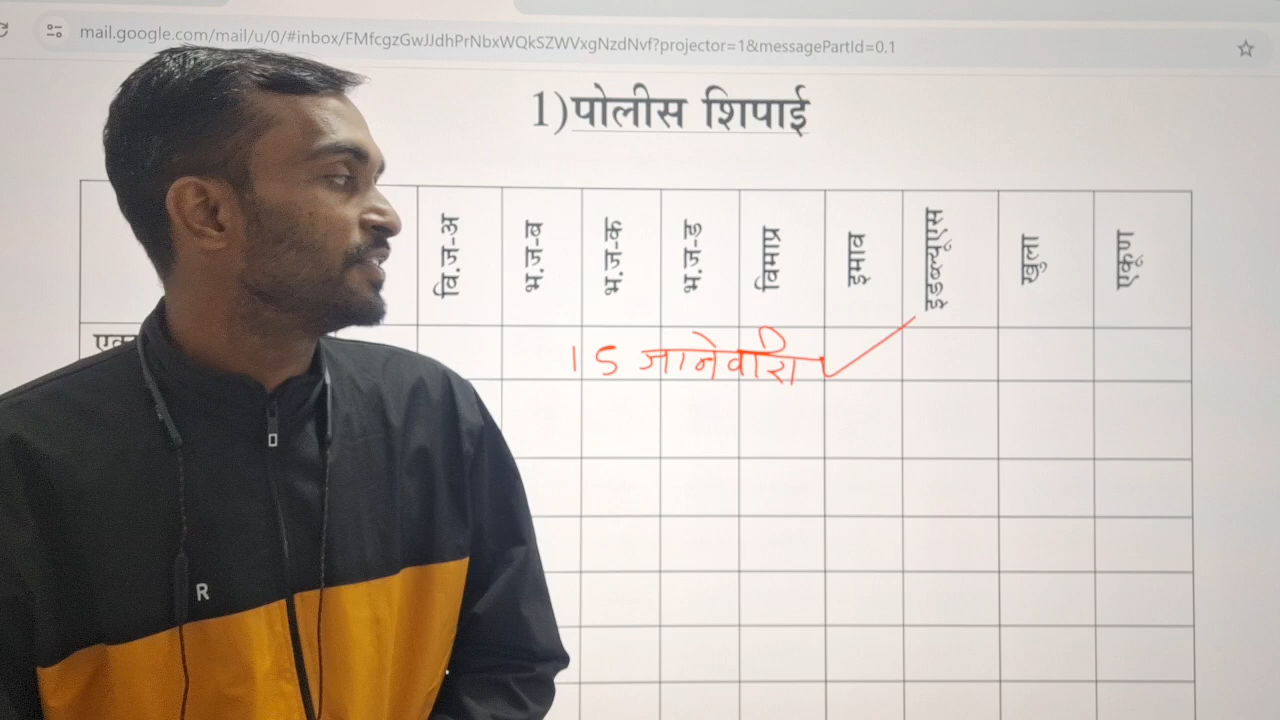 mail.google.com/mail/u/0/#inbox/FMfcgzGwJJdhPrNbxWQkSZWVxgNzdNvf?projector=1&messagePartId=0.1
1)पोलीस शिपाई
वि.ज-अ
भ.ज-ब
भ.ज-क
भ.ज-ड
विमाप्र
इमाव
इडब्ल्यूएस
खुला
एकूण
15 जानेवारी
R